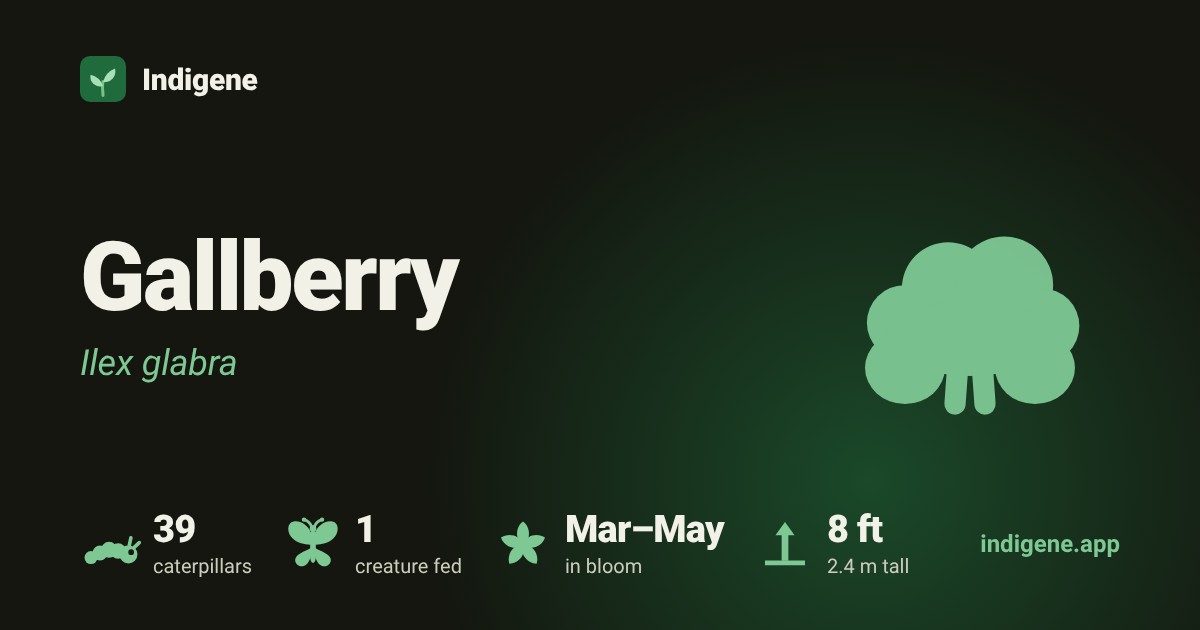 Indigene
Gallberry
Ilex glabra
39
caterpillars
1
creature fed
Mar–May
in bloom
8 ft
2.4 m tall
indigene.app